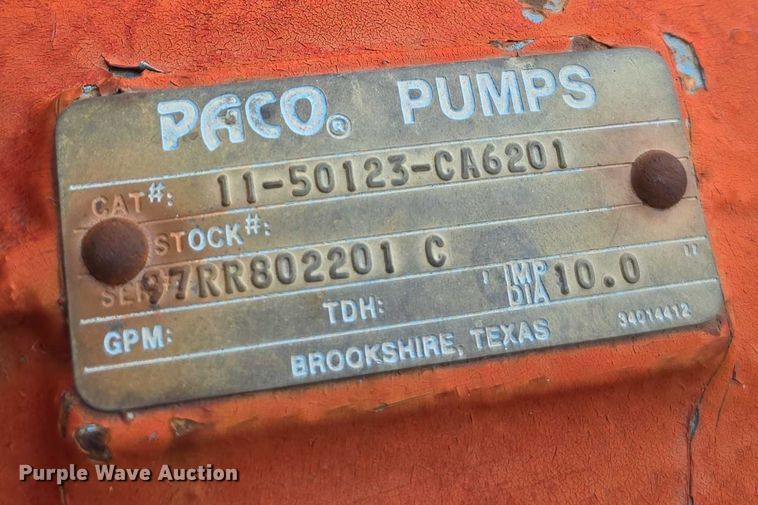 PACO® PUMPS
CAT#: 11-50123-CA6201
STOCK#:
SER# 97RR802201 C
GPM: TDH: " IMP DIA 10.0 "
BROOKSHIRE, TEXAS 34014412
Purple Wave Auction